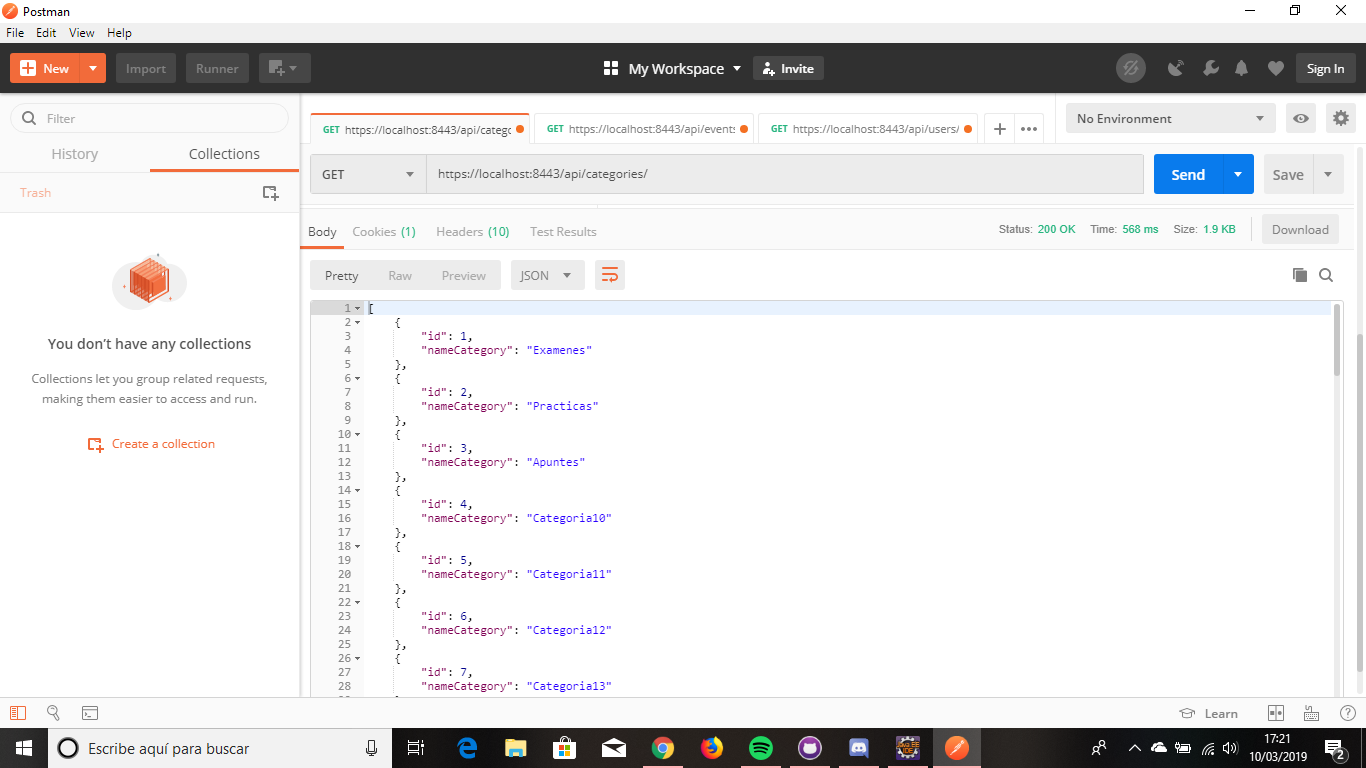 Postman
File Edit View Help
New Import Runner My Workspace Invite Sign In
Filter
History Collections
Trash
You don't have any collections
Collections let you group related requests,
making them easier to access and run.
Create a collection
GET https://localhost:8443/api/catego GET https://localhost:8443/api/events GET https://localhost:8443/api/users/ + ••• No Environment
GET https://localhost:8443/api/categories/ Send Save
Body Cookies (1) Headers (10) Test Results Status: 200 OK Time: 568 ms Size: 1.9 KB Download
Pretty Raw Preview JSON
1 [
2 {
3 "id": 1,
4 "nameCategory": "Examenes"
5 },
6 {
7 "id": 2,
8 "nameCategory": "Practicas"
9 },
10 {
11 "id": 3,
12 "nameCategory": "Apuntes"
13 },
14 {
15 "id": 4,
16 "nameCategory": "Categoria10"
17 },
18 {
19 "id": 5,
20 "nameCategory": "Categoria11"
21 },
22 {
23 "id": 6,
24 "nameCategory": "Categoria12"
25 },
26 {
27 "id": 7,
28 "nameCategory": "Categoria13"
Learn
Escribe aquí para buscar
17:21
10/03/2019
2